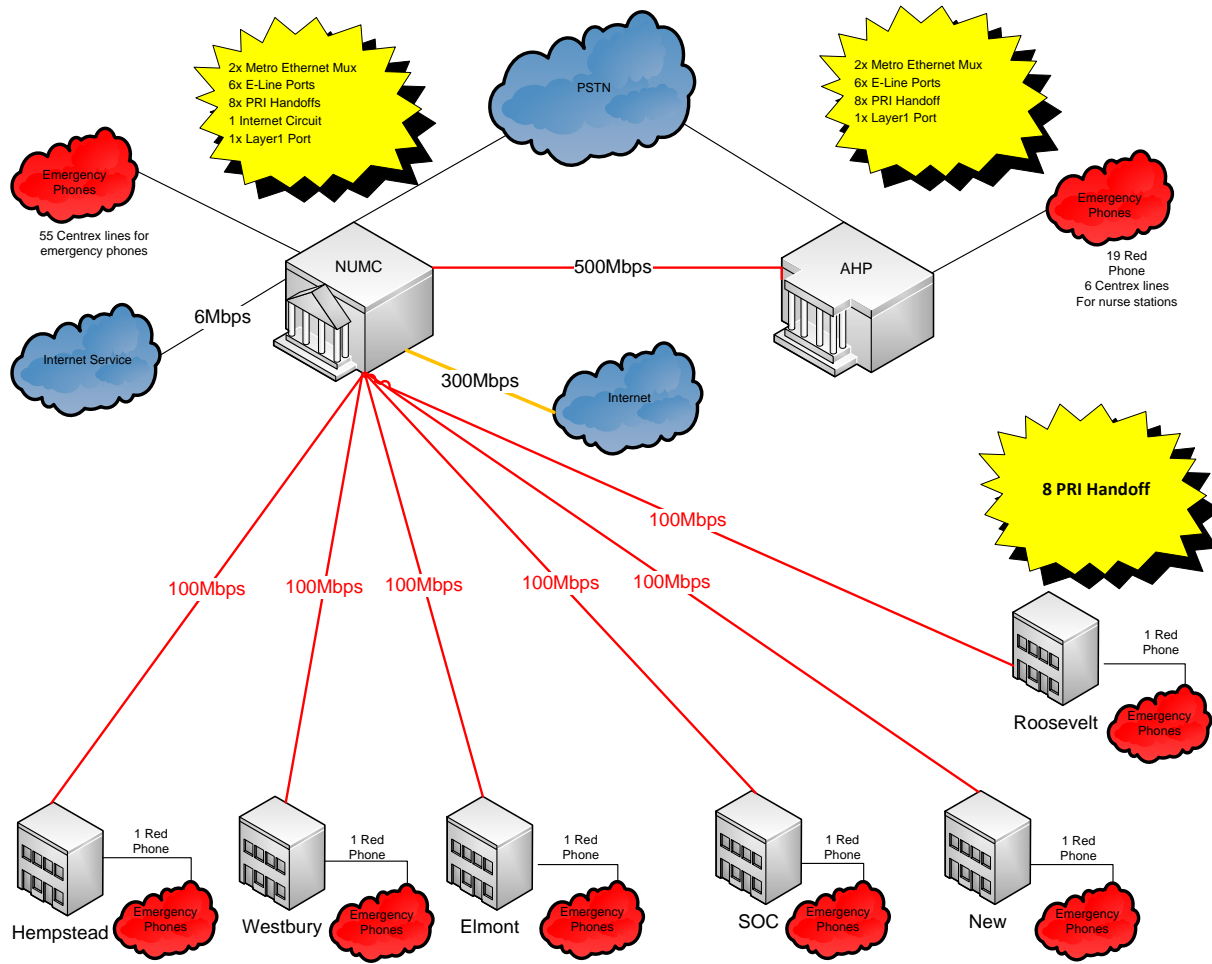 2x Metro Ethernet Mux
6x E-Line Ports
8x PRI Handoffs
1 Internet Circuit
1x Layer1 Port
PSTN
2x Metro Ethernet Mux
6x E-Line Ports
8x PRI Handoff
1x Layer1 Port
Emergency
Phones
55 Centrex lines for
emergency phones
Emergency
Phones
19 Red
Phone
6 Centrex lines
For nurse stations
NUMC
500Mbps
AHP
6Mbps
Internet Service
300Mbps
Internet
8 PRI Handoff
100Mbps
100Mbps
100Mbps
100Mbps
100Mbps
100Mbps
1 Red
Phone
Roosevelt
Emergency
Phones
1 Red
Phone
Hempstead
Emergency
Phones
1 Red
Phone
Westbury
Emergency
Phones
1 Red
Phone
Elmont
Emergency
Phones
1 Red
Phone
SOC
Emergency
Phones
1 Red
Phone
New
Emergency
Phones